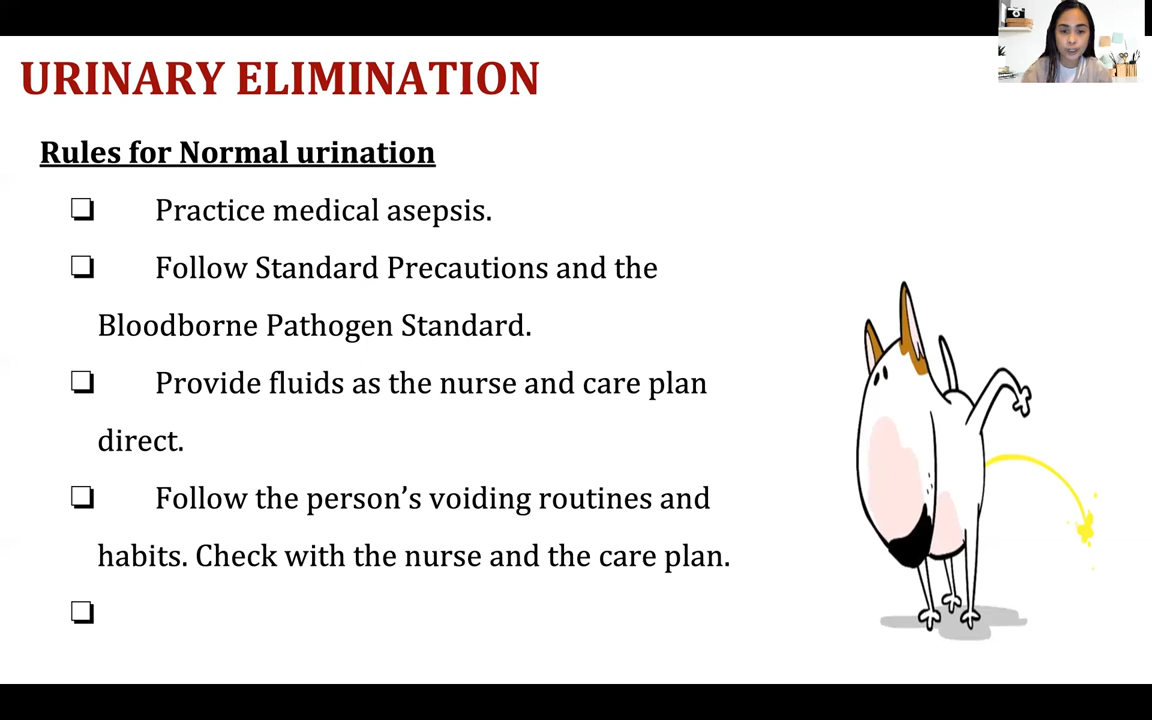 URINARY ELIMINATION
Rules for Normal urination
❏ Practice medical asepsis.
❏ Follow Standard Precautions and the
Bloodborne Pathogen Standard.
❏ Provide fluids as the nurse and care plan
direct.
❏ Follow the person’s voiding routines and
habits. Check with the nurse and the care plan.
❏